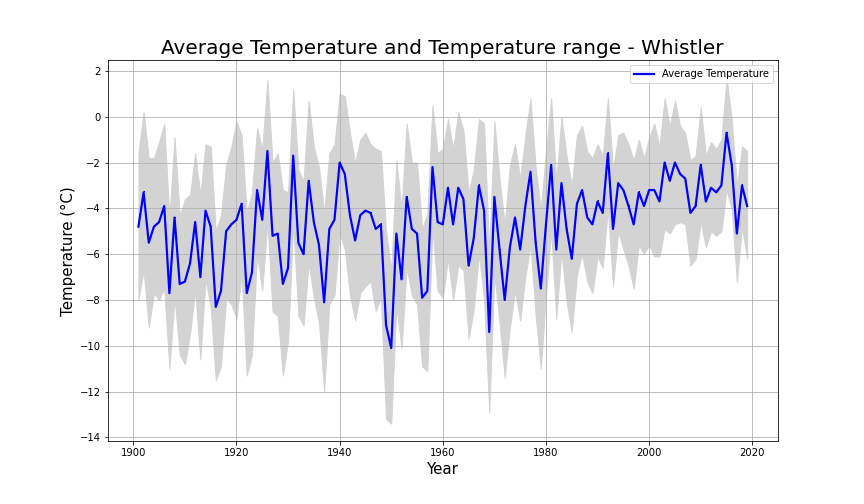 Average Temperature and Temperature range - Whistler
Average Temperature
2
0
−2
−4
−6
−8
−10
−12
−14
Temperature (°C)
1900 1920 1940 1960 1980 2000 2020
Year